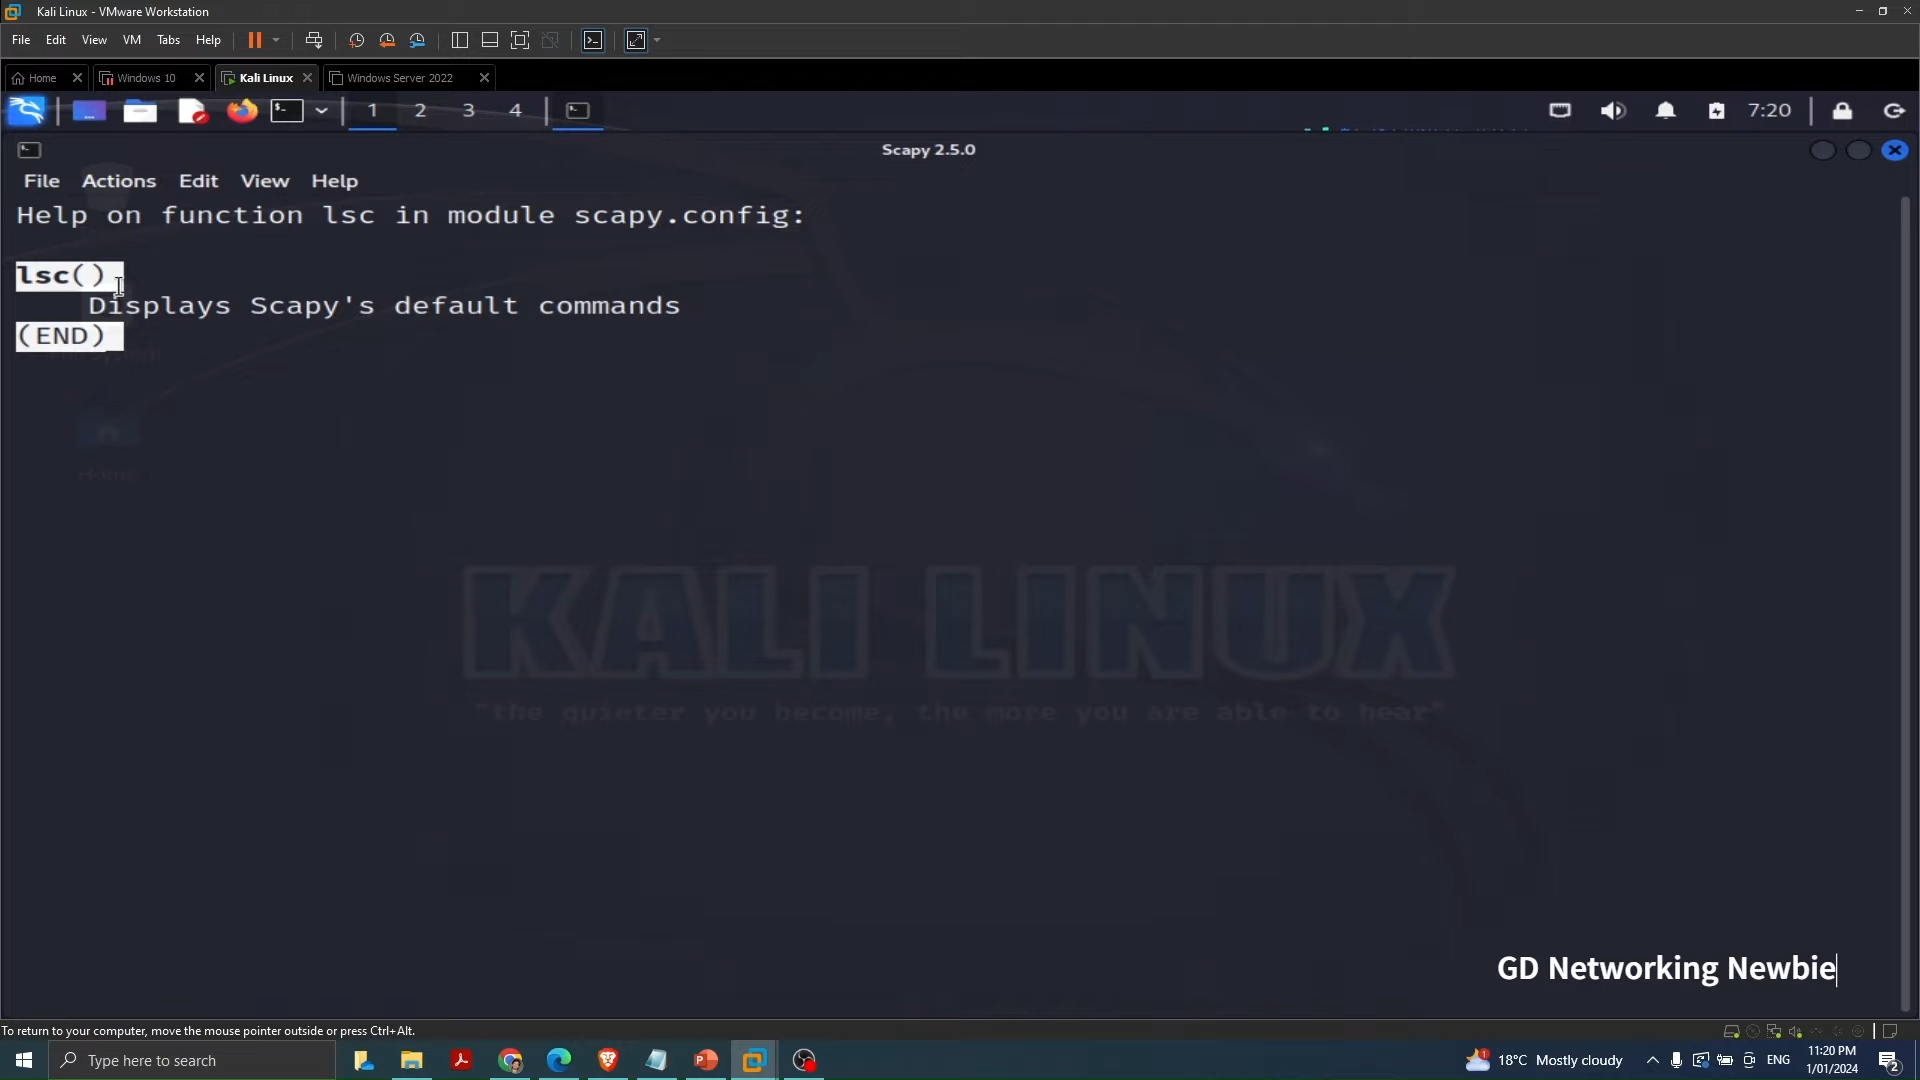 Kali Linux - VMware Workstation
File Edit View VM Tabs Help
Home Windows 10 Kali Linux Windows Server 2022
1 2 3 4 7:20
Scapy 2.5.0
File Actions Edit View Help
Help on function lsc in module scapy.config:
lsc()
Displays Scapy's default commands
(END)
Home
KALI LINUX
"the quieter you become, the more you are able to hear"
GD Networking Newbie
To return to your computer, move the mouse pointer outside or press Ctrl+Alt.
Type here to search
1
18°C Mostly cloudy
ENG
11:20 PM
1/01/2024
2